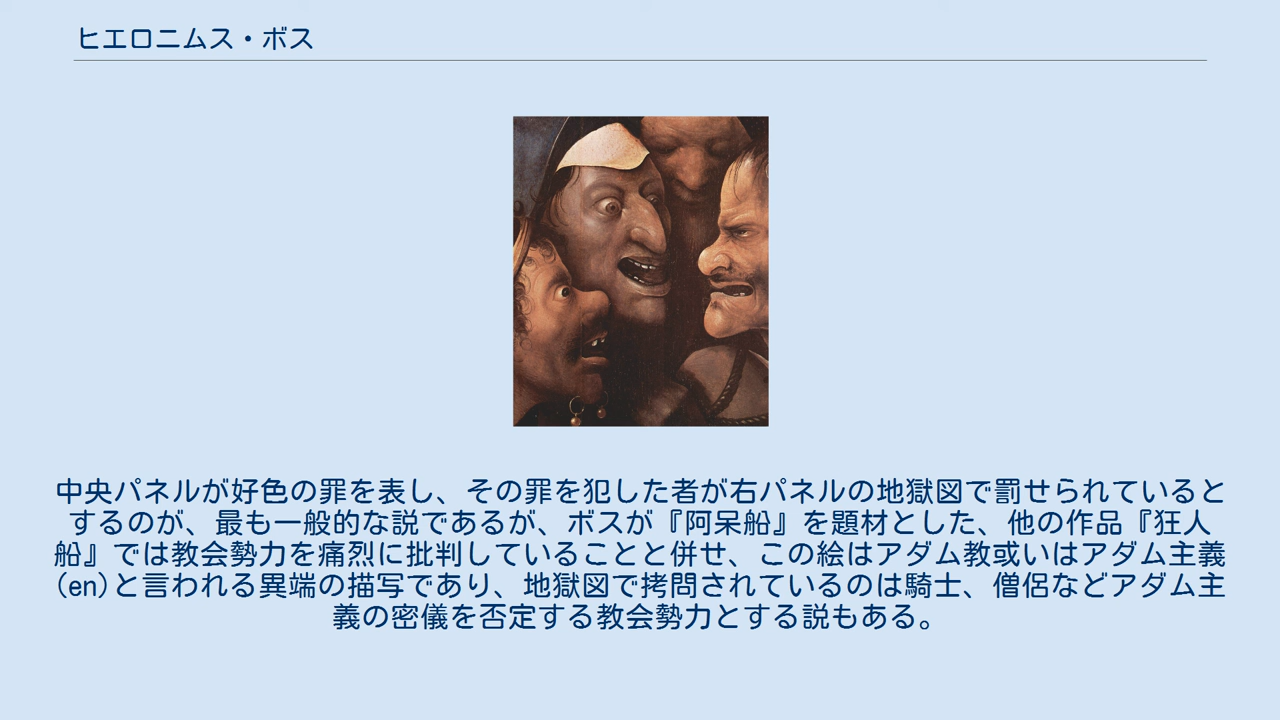 ヒエロニムス・ボス
中央パネルが好色の罪を表し、その罪を犯した者が右パネルの地獄図で罰せられていると
するのが、最も一般的な説であるが、ボスが『阿呆船』を題材とした、他の作品『狂人
船』では教会勢力を痛烈に批判していることと併せ、この絵はアダム教或いはアダム主義
(en)と言われる異端の描写であり、地獄図で拷問されているのは騎士、僧侶などアダム主
義の密儀を否定する教会勢力とする説もある。